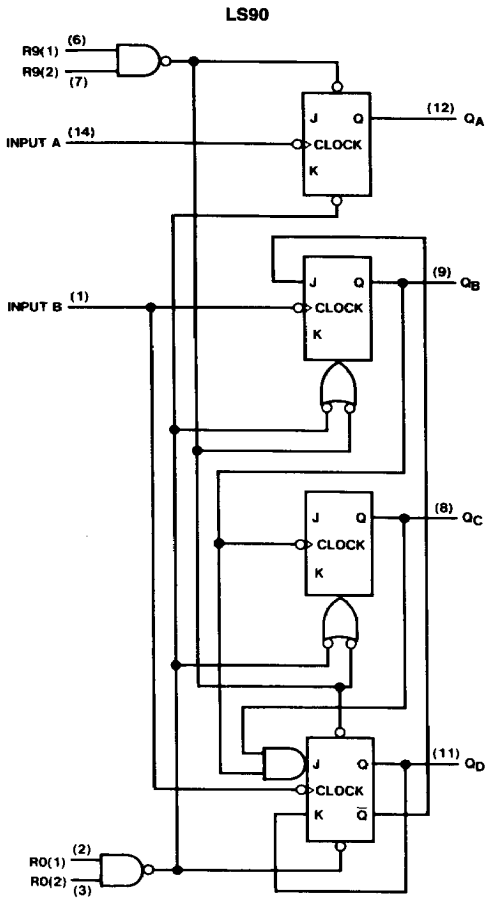 LS90
R9(1) (6)
R9(2) (7)
J Q (12) QA
INPUT A (14) CLOCK
K
J Q (9) QB
INPUT B (1) CLOCK
K
J Q (8) QC
CLOCK
K
J Q (11) QD
CLOCK
K Q̅
R0(1) (2)
R0(2) (3)